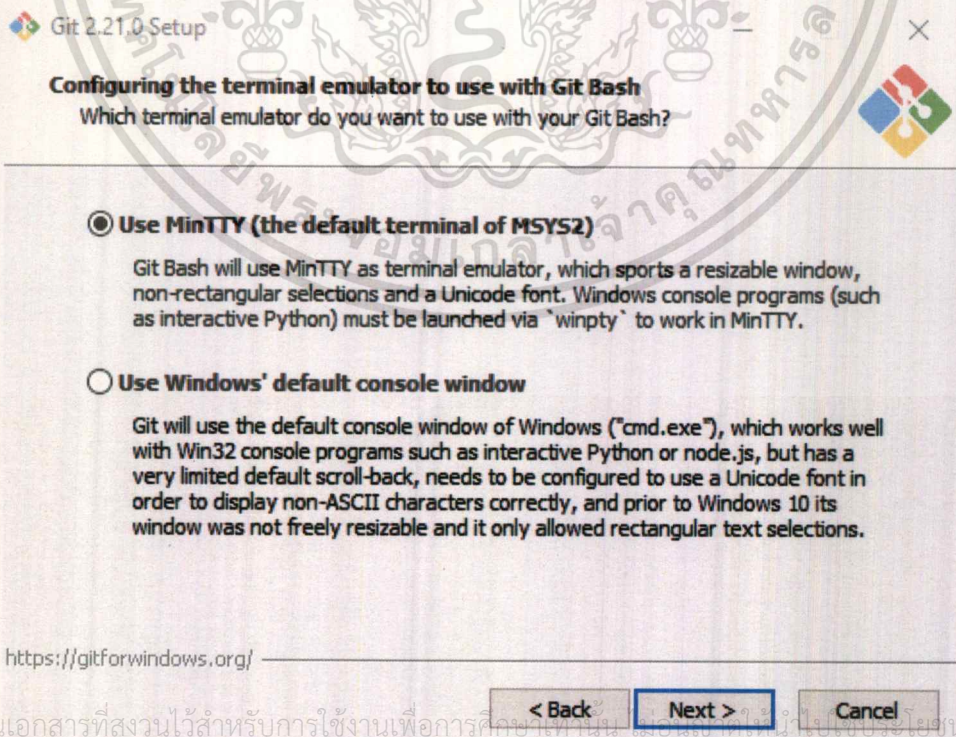 Git 2.21.0 Setup
Configuring the terminal emulator to use with Git Bash
Which terminal emulator do you want to use with your Git Bash?
Use MinTTY (the default terminal of MSYS2)
Git Bash will use MinTTY as terminal emulator, which sports a resizable window,
non-rectangular selections and a Unicode font. Windows console programs (such
as interactive Python) must be launched via `winpty` to work in MinTTY.
Use Windows' default console window
Git will use the default console window of Windows ("cmd.exe"), which works well
with Win32 console programs such as interactive Python or node.js, but has a
very limited default scroll-back, needs to be configured to use a Unicode font in
order to display non-ASCII characters correctly, and prior to Windows 10 its
window was not freely resizable and it only allowed rectangular text selections.
https://gitforwindows.org/
< Back Next > Cancel
เอกสารที่สงวนไว้สำหรับการใช้งานเพื่อการศึกษาเท่านั้น